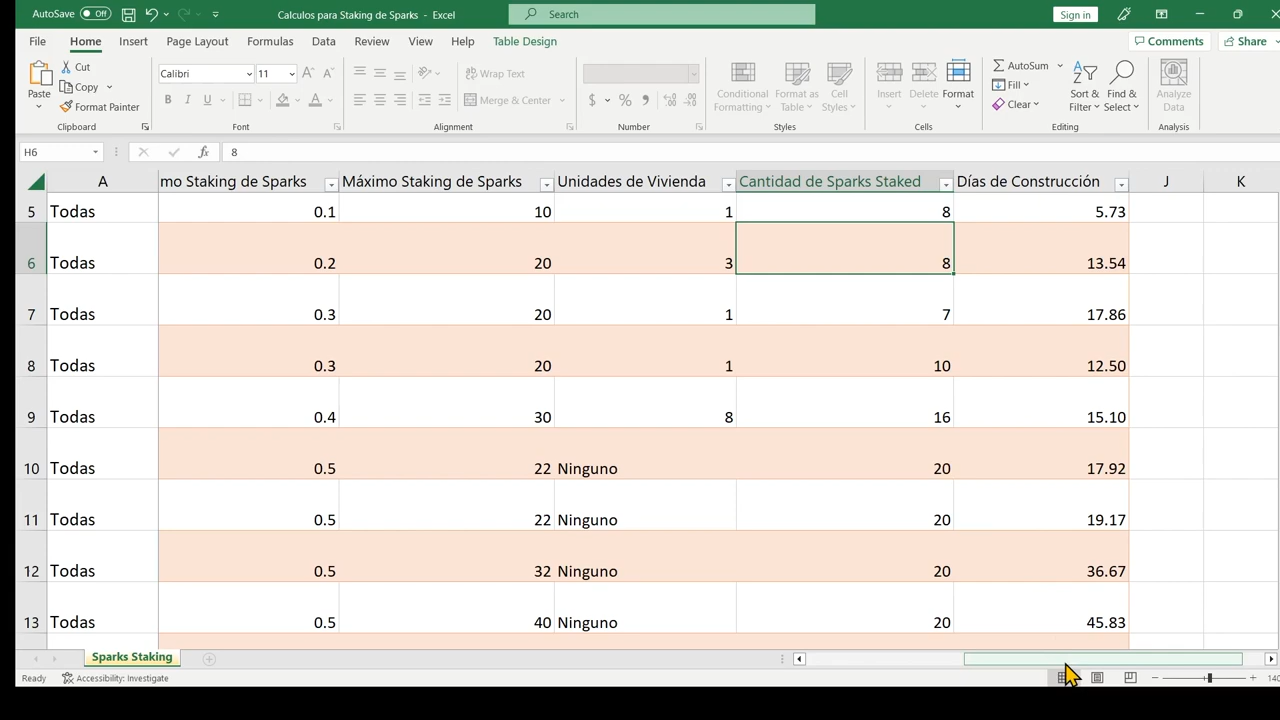 AutoSave Off Calculos para Staking de Sparks - Excel Search Sign in
File Home Insert Page Layout Formulas Data Review View Help Table Design Comments Share
Paste Cut Copy Format Painter Clipboard
Calibri 11 B I U Font
Wrap Text Merge & Center Alignment
$ % Number
Conditional Formatting Format as Table Cell Styles Styles
Insert Delete Format Cells
AutoSum Fill Clear Sort & Filter Find & Select Editing
Analyze Data Analysis
H6 fx 8
A mo Staking de Sparks Máximo Staking de Sparks Unidades de Vivienda Cantidad de Sparks Staked Días de Construcción J K
5 Todas 0.1 10 1 8 5.73
6 Todas 0.2 20 3 8 13.54
7 Todas 0.3 20 1 7 17.86
8 Todas 0.3 20 1 10 12.50
9 Todas 0.4 30 8 16 15.10
10 Todas 0.5 22 Ninguno 20 17.92
11 Todas 0.5 22 Ninguno 20 19.17
12 Todas 0.5 32 Ninguno 20 36.67
13 Todas 0.5 40 Ninguno 20 45.83
Sparks Staking
Ready Accessibility: Investigate 140